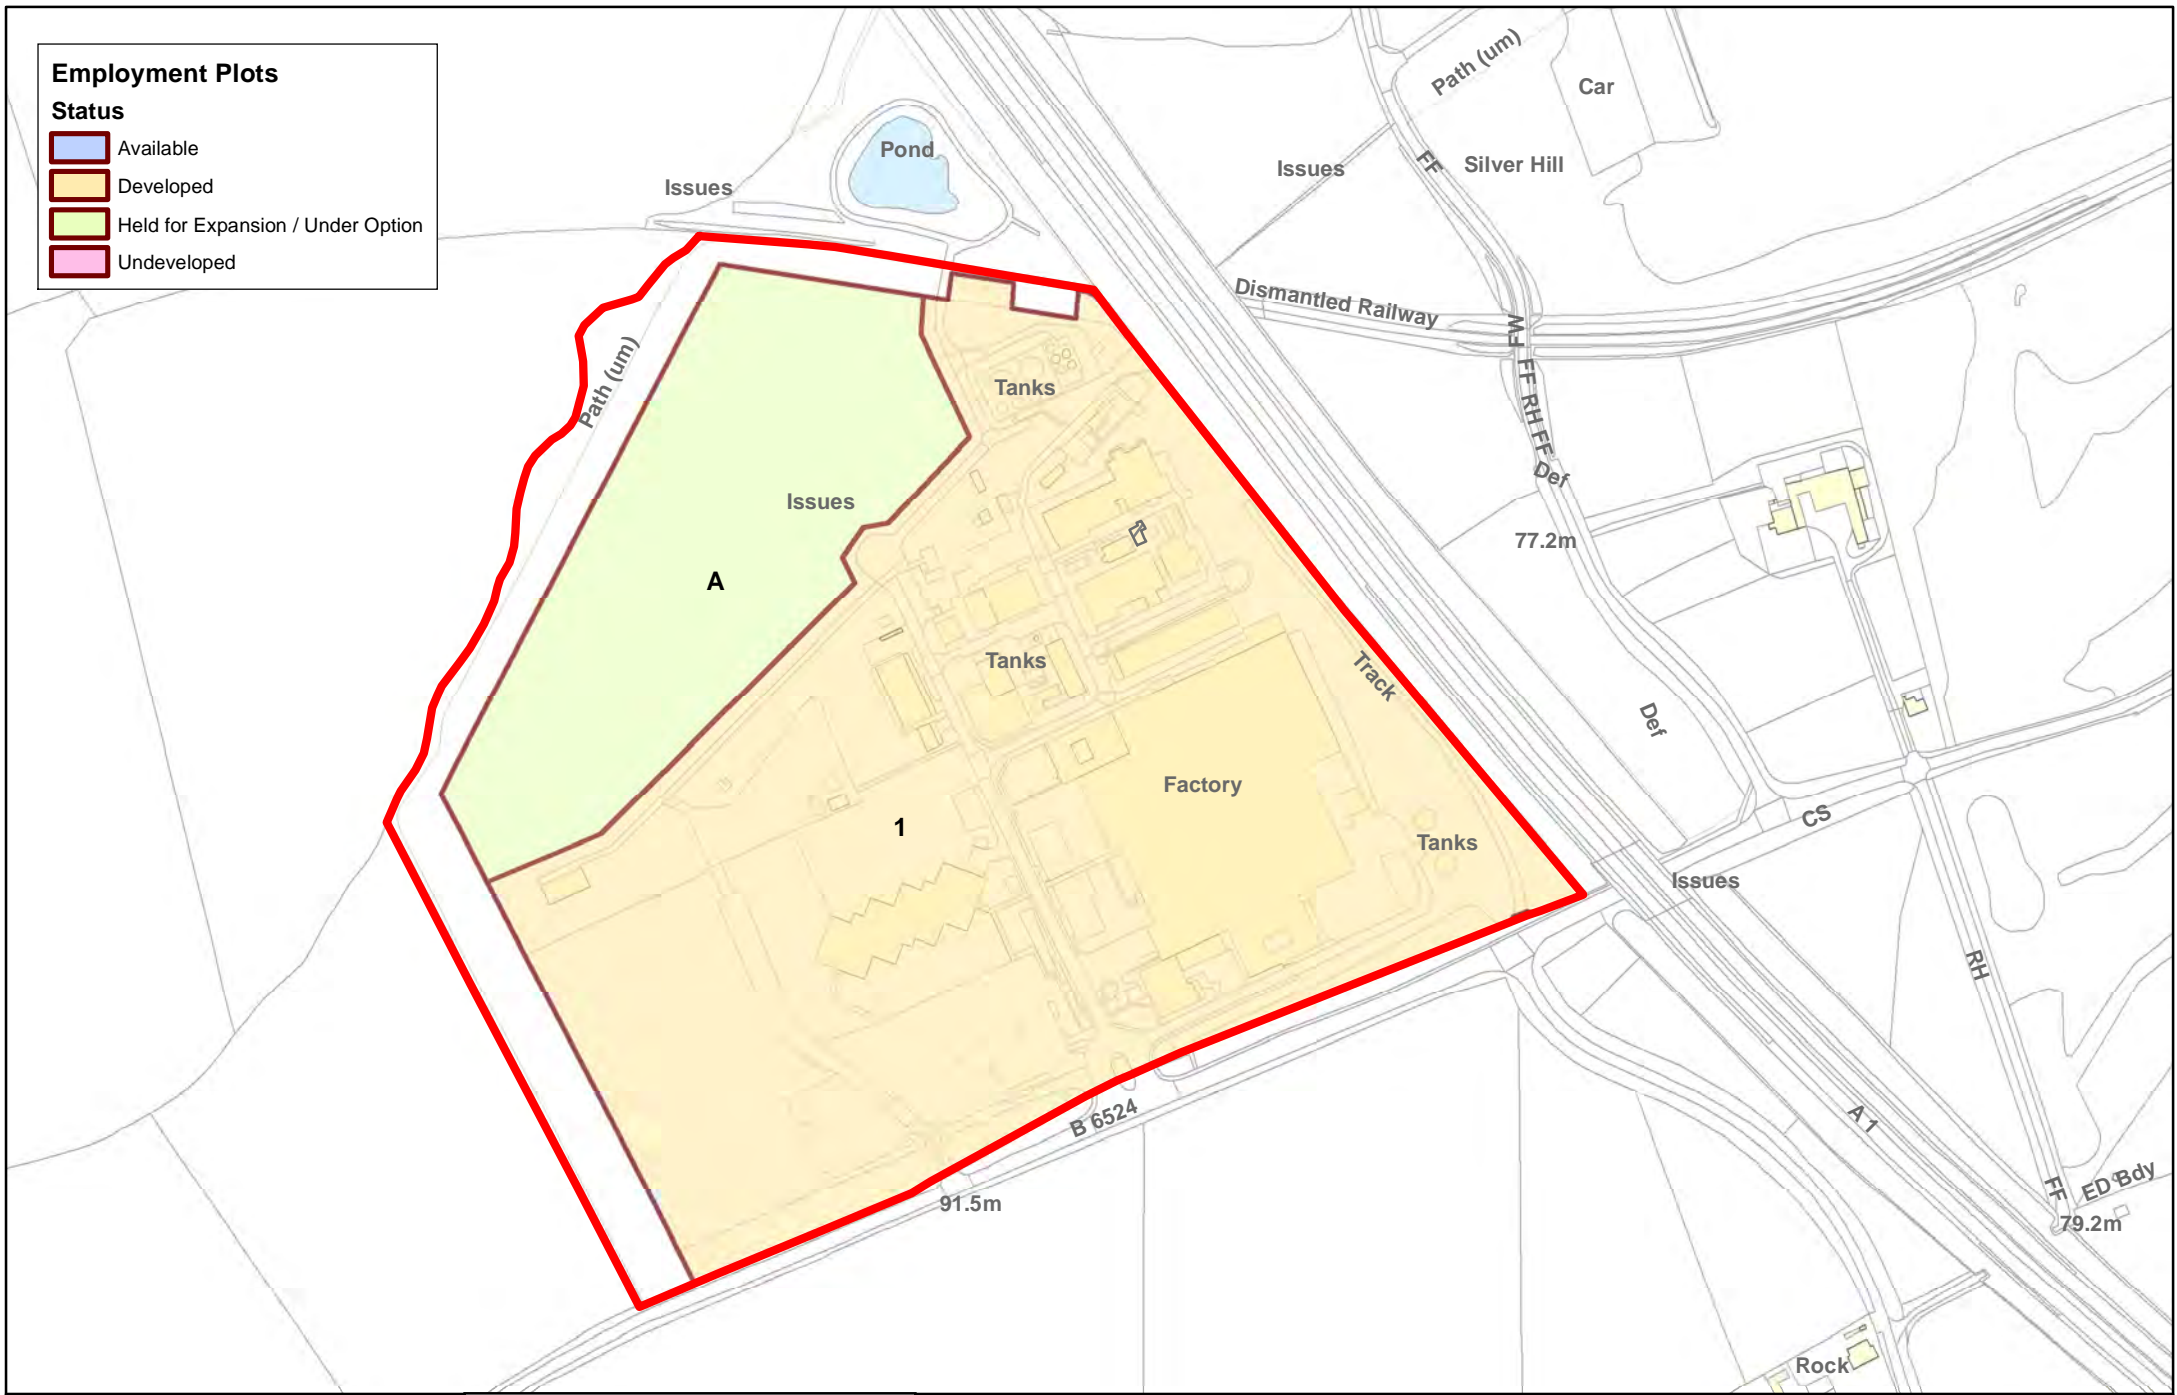 Employment Plots
Status
Available
Developed
Held for Expansion / Under Option
Undeveloped
Path (um)
Car
Pond
Issues
Issues
FF
Silver Hill
Dismantled Railway
FW
Path (um)
Tanks
FF RH FF
Def
Issues
77.2m
A
Tanks
Track
Def
Factory
1
CS
Tanks
Issues
RH
B 6524
A 1
91.5m
FF
ED Bdy
79.2m
Rock